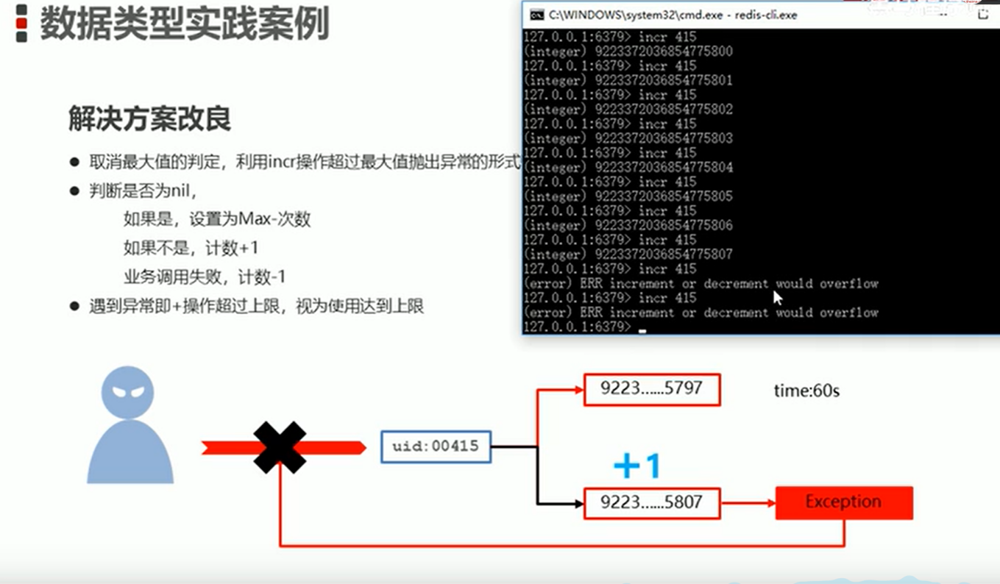 数据类型实践案例
解决方案改良
● 取消最大值的判定，利用incr操作超过最大值抛出异常的形式
● 判断是否为nil，
如果是，设置为Max-次数
如果不是，计数+1
业务调用失败，计数-1
● 遇到异常即+操作超过上限，视为使用达到上限
C:\WINDOWS\system32\cmd.exe - redis-cli.exe
127.0.0.1:6379> incr 415
(integer) 9223372036854775800
127.0.0.1:6379> incr 415
(integer) 9223372036854775801
127.0.0.1:6379> incr 415
(integer) 9223372036854775802
127.0.0.1:6379> incr 415
(integer) 9223372036854775803
127.0.0.1:6379> incr 415
(integer) 9223372036854775804
127.0.0.1:6379> incr 415
(integer) 9223372036854775805
127.0.0.1:6379> incr 415
(integer) 9223372036854775806
127.0.0.1:6379> incr 415
(integer) 9223372036854775807
127.0.0.1:6379> incr 415
(error) ERR increment or decrement would overflow
127.0.0.1:6379> incr 415
(error) ERR increment or decrement would overflow
127.0.0.1:6379>
9223......5797
time:60s
uid:00415
+1
9223......5807
Exception